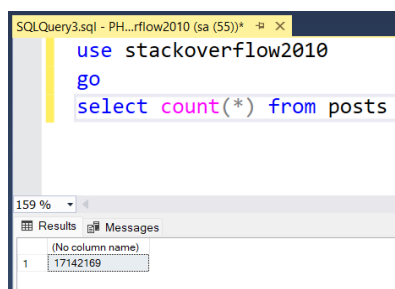 SQLQuery3.sql - PH...rflow2010 (sa (55))*
use stackoverflow2010
go
select count(*) from posts
159 %
Results Messages
(No column name)
1 17142169